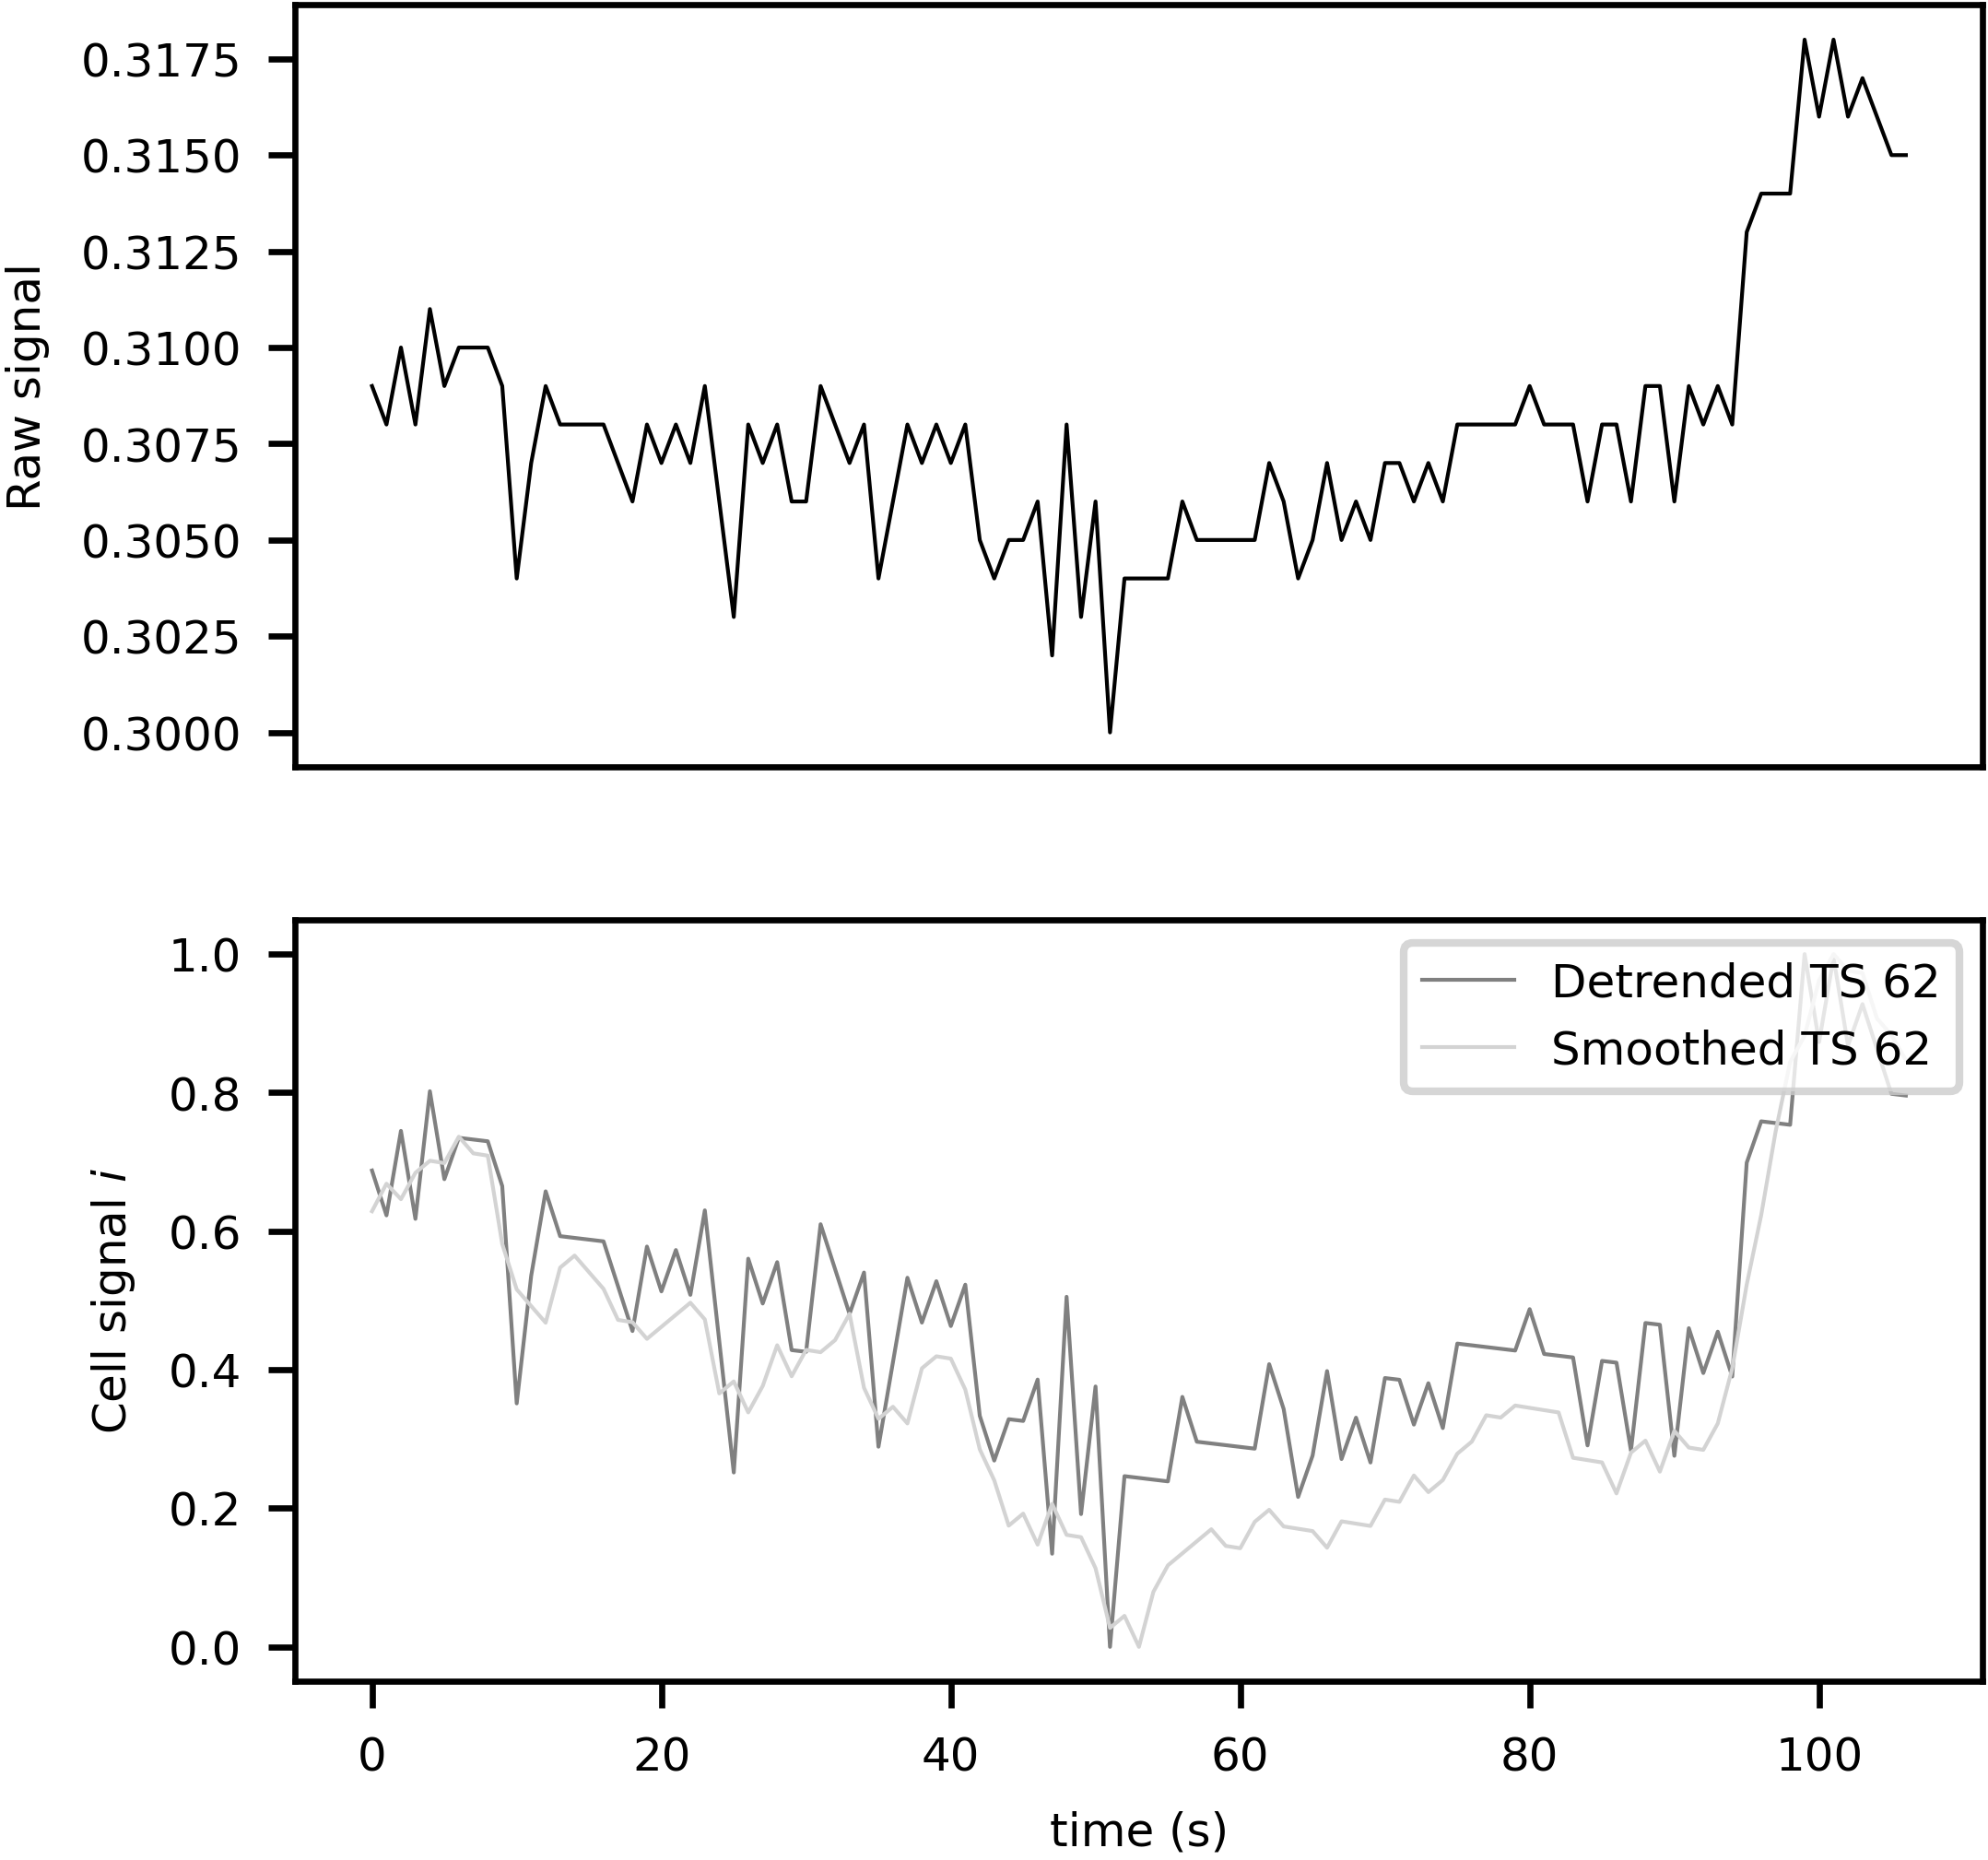 Raw signal
0.3175
0.3150
0.3125
0.3100
0.3075
0.3050
0.3025
0.3000
Cell signal i
1.0
0.8
0.6
0.4
0.2
0.0
Detrended TS 62
Smoothed TS 62
0 20 40 60 80 100
time (s)